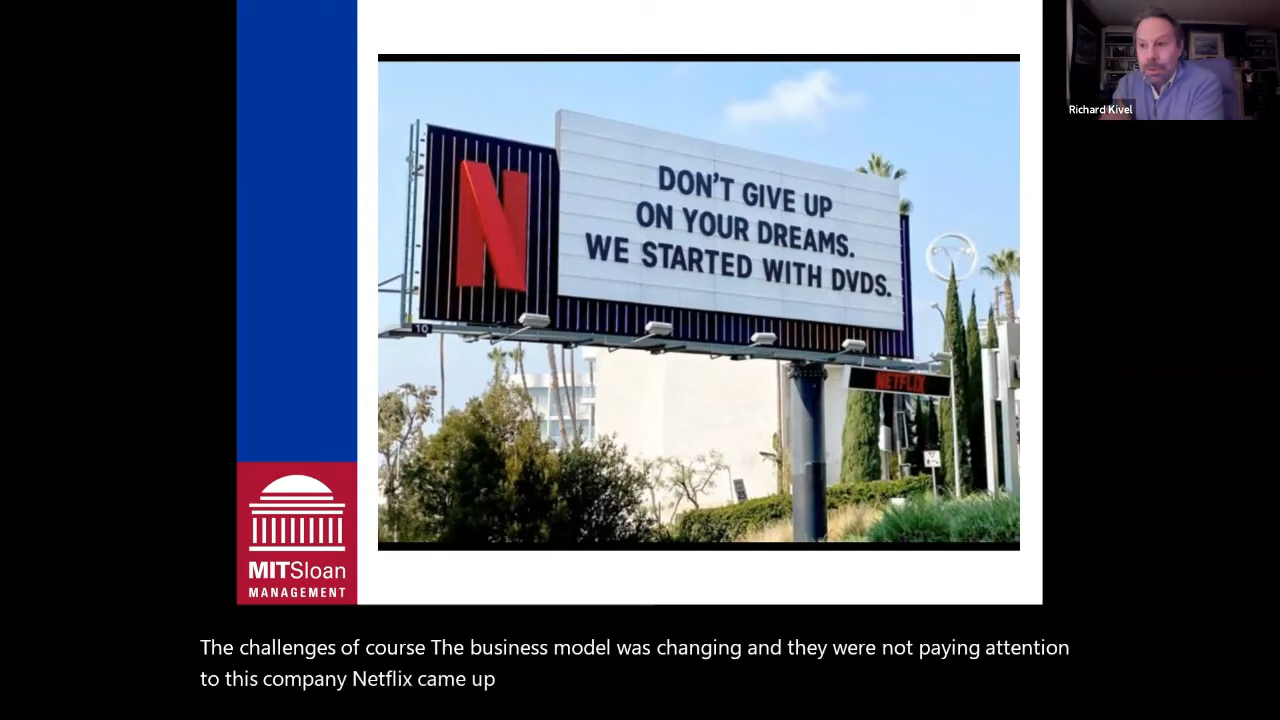 Richard Kivel
DON'T GIVE UP
ON YOUR DREAMS.
WE STARTED WITH DVDS.
10
NETFLIX
MITSloan
MANAGEMENT
The challenges of course The business model was changing and they were not paying attention
to this company Netflix came up